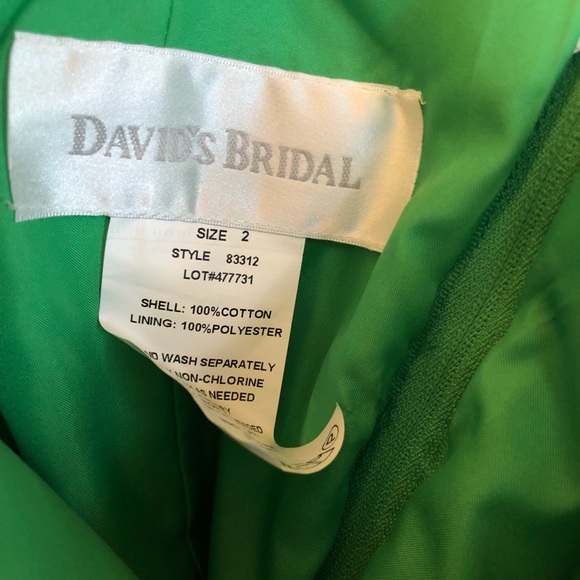 DAVID'S BRIDAL
SIZE 2
STYLE 83312
LOT#477731
SHELL: 100%COTTON
LINING: 100%POLYESTER
WASH SEPARATELY
NON-CHLORINE
AS NEEDED